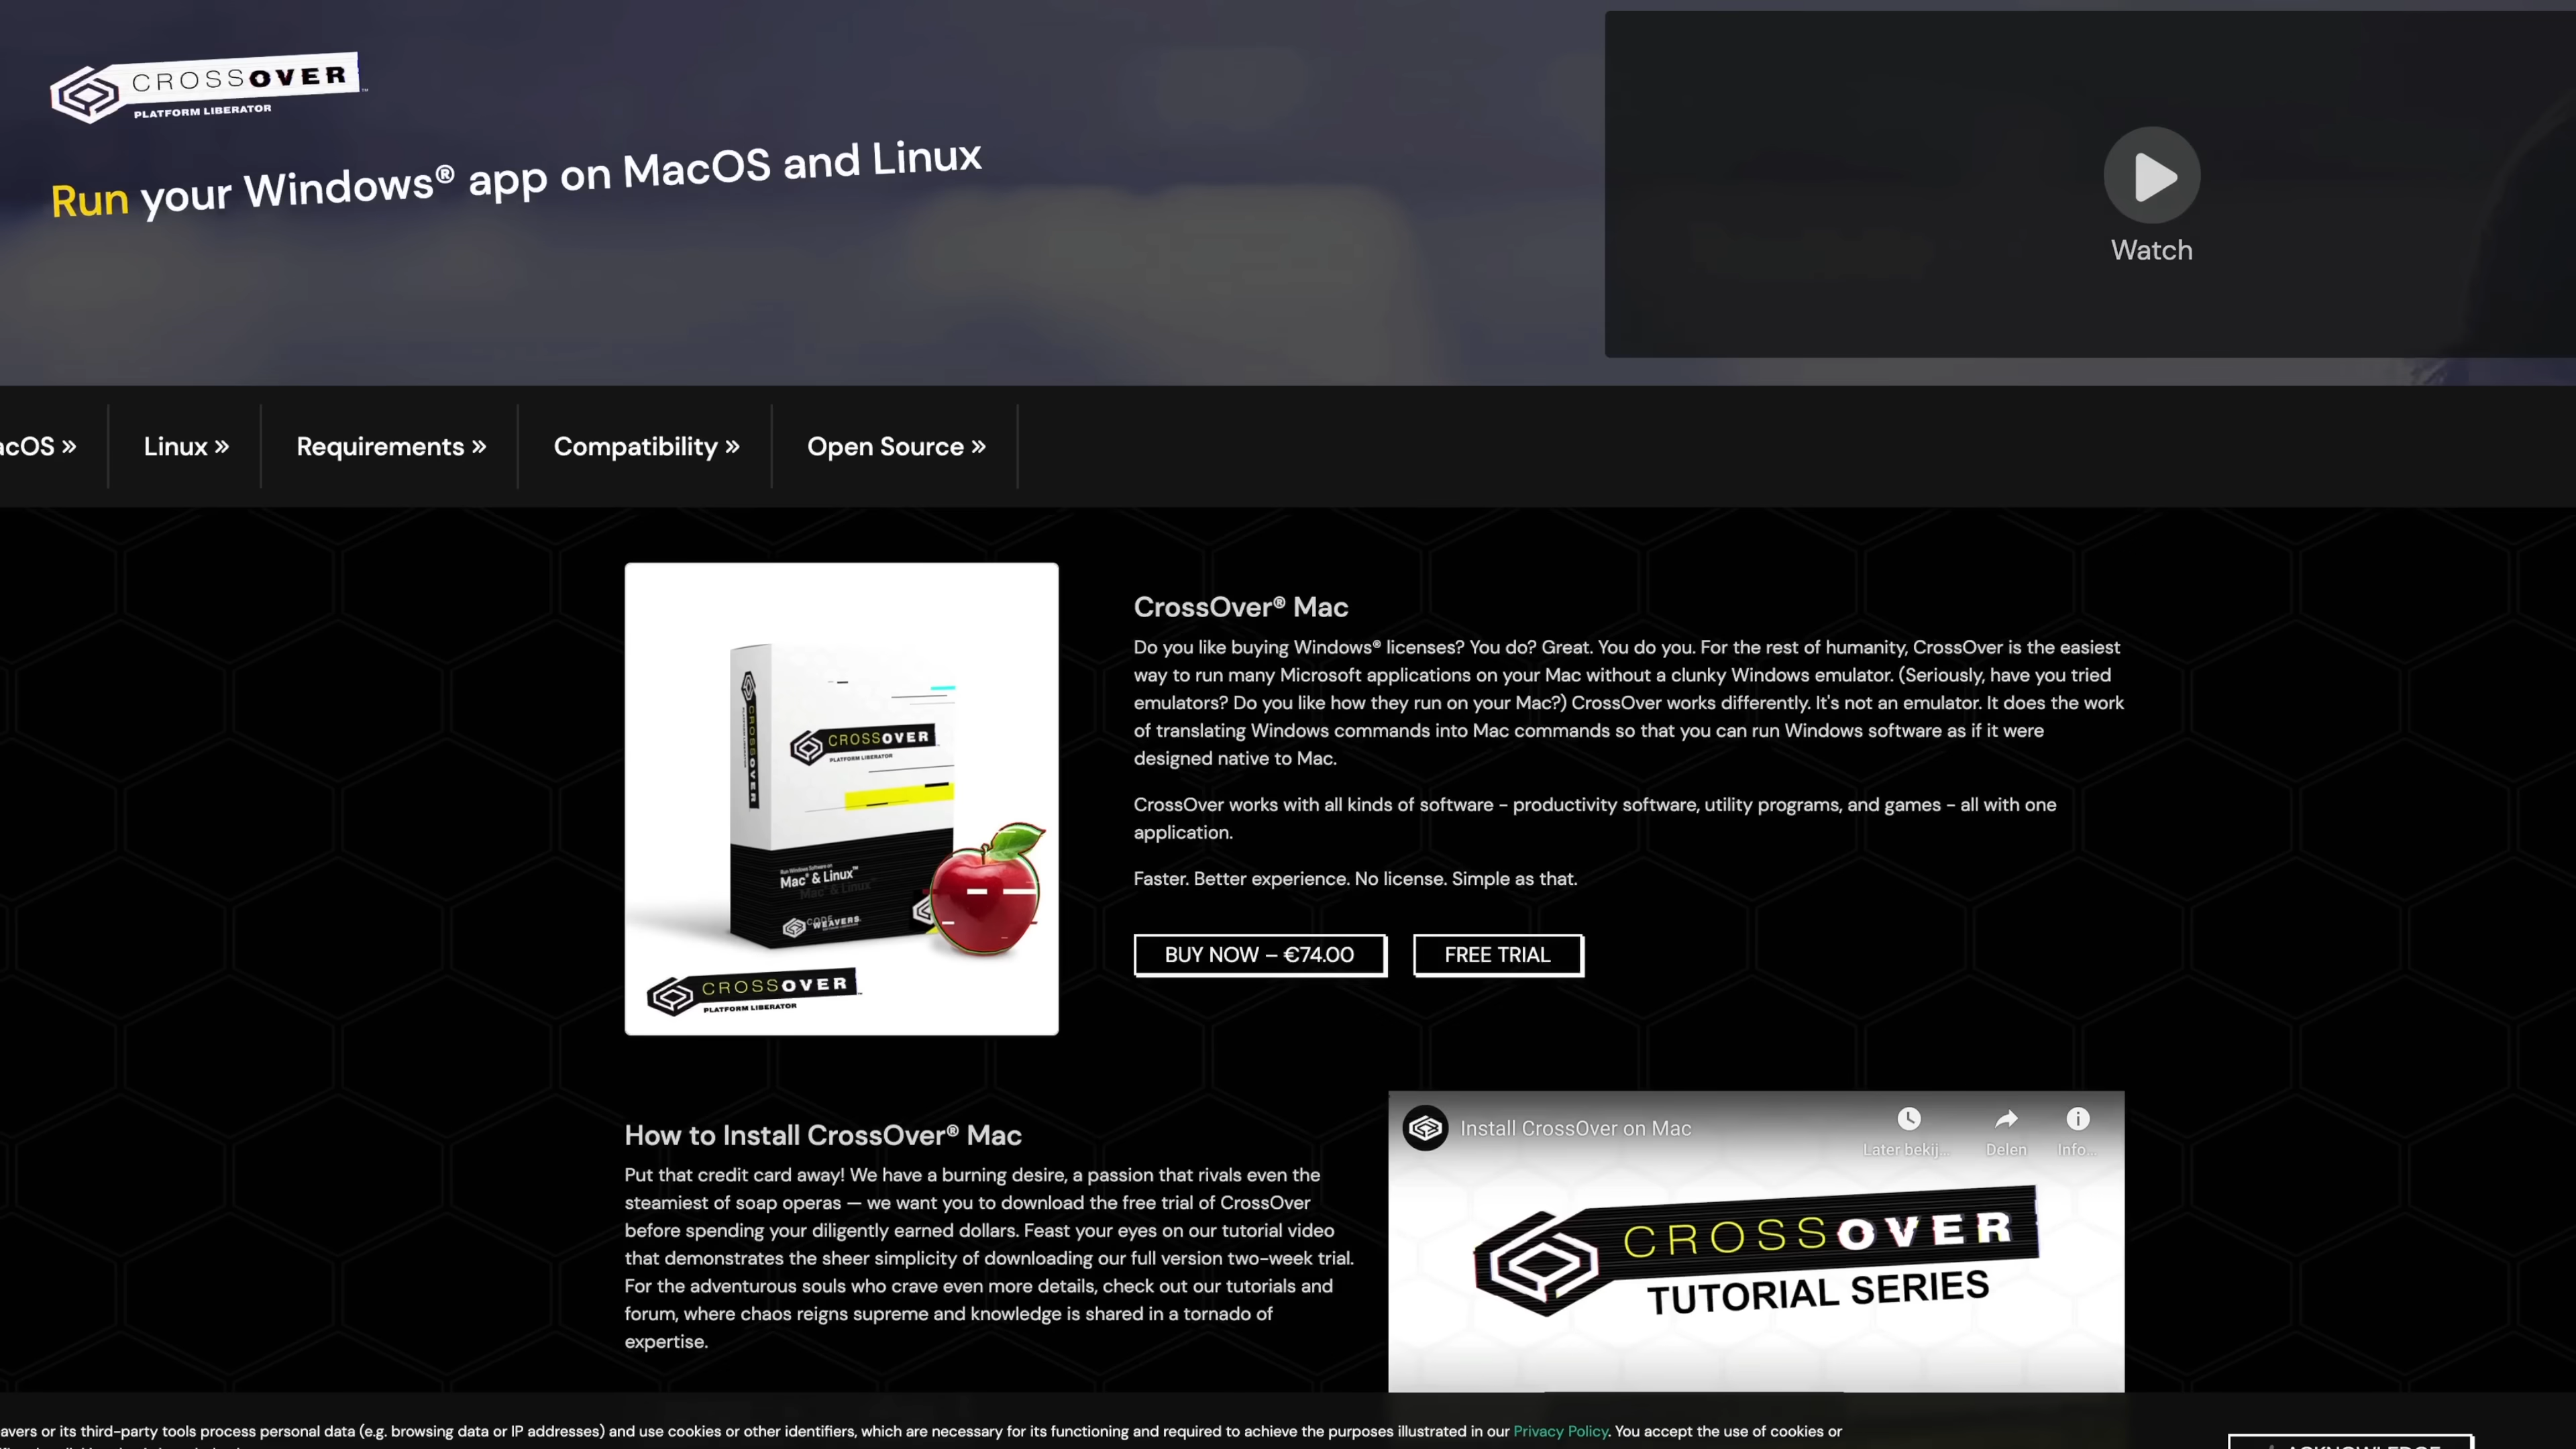 CROSSOVER
PLATFORM LIBERATOR
Run your Windows® app on MacOS and Linux
Watch
acOS »
Linux »
Requirements »
Compatibility »
Open Source »
CROSSOVER
CROSSOVER
PLATFORM LIBERATOR
Run Windows Software on
Mac® & Linux™
CODE
WEAVERS
CROSSOVER
PLATFORM LIBERATOR
CrossOver® Mac
Do you like buying Windows® licenses? You do? Great. You do you. For the rest of humanity, CrossOver is the easiest
way to run many Microsoft applications on your Mac without a clunky Windows emulator. (Seriously, have you tried
emulators? Do you like how they run on your Mac?) CrossOver works differently. It's not an emulator. It does the work
of translating Windows commands into Mac commands so that you can run Windows software as if it were
designed native to Mac.
CrossOver works with all kinds of software - productivity software, utility programs, and games - all with one
application.
Faster. Better experience. No license. Simple as that.
BUY NOW – €74.00
FREE TRIAL
How to Install CrossOver® Mac
Put that credit card away! We have a burning desire, a passion that rivals even the
steamiest of soap operas — we want you to download the free trial of CrossOver
before spending your diligently earned dollars. Feast your eyes on our tutorial video
that demonstrates the sheer simplicity of downloading our full version two-week trial.
For the adventurous souls who crave even more details, check out our tutorials and
forum, where chaos reigns supreme and knowledge is shared in a tornado of
expertise.
Install CrossOver on Mac
Later bekij...
Delen
Info...
CROSSOVER
TUTORIAL SERIES
avers or its third-party tools process personal data (e.g. browsing data or IP addresses) and use cookies or other identifiers, which are necessary for its functioning and required to achieve the purposes illustrated in our Privacy Policy. You accept the use of cookies or